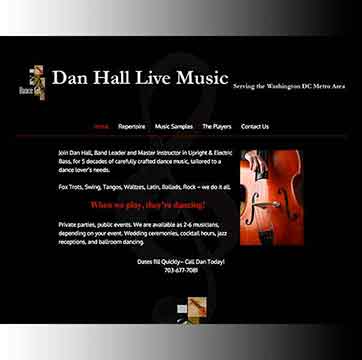 Dan Hall Live Music
Serving the Washington DC Metro Area
Home Repertoire Music Samples The Players Contact Us
Join Dan Hall, Band Leader and Master Instructor in Upright & Electric
Bass, for 5 decades of carefully crafted dance music, tailored to a
dance lover's needs.
Fox Trots, Swing, Tangos, Waltzes, Latin, Ballads, Rock – we do it all.
When we play, they're dancing!
Private parties, public events. We are available as 2-6 musicians,
depending on your event. Wedding ceremonies, cocktail hours, jazz
receptions, and ballroom dancing.
Dates fill Quickly– Call Dan Today!
703-677-7081